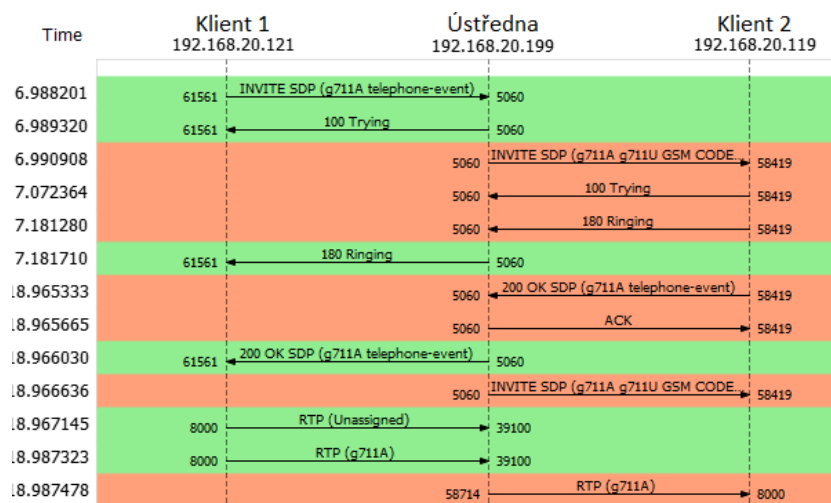 Time Klient 1 Ústředna Klient 2
192.168.20.121 192.168.20.199 192.168.20.119
6.988201 61561 INVITE SDP (g711A telephone-event) 5060
6.989320 61561 100 Trying 5060
6.990908 5060 INVITE SDP (g711A g711U GSM CODE... 58419
7.072364 5060 100 Trying 58419
7.181280 5060 180 Ringing 58419
7.181710 61561 180 Ringing 5060
18.965333 5060 200 OK SDP (g711A telephone-event) 58419
18.965665 5060 ACK 58419
18.966030 61561 200 OK SDP (g711A telephone-event) 5060
18.966636 5060 INVITE SDP (g711A g711U GSM CODE... 58419
18.967145 8000 RTP (Unassigned) 39100
18.987323 8000 RTP (g711A) 39100
18.987478 58714 RTP (g711A) 8000